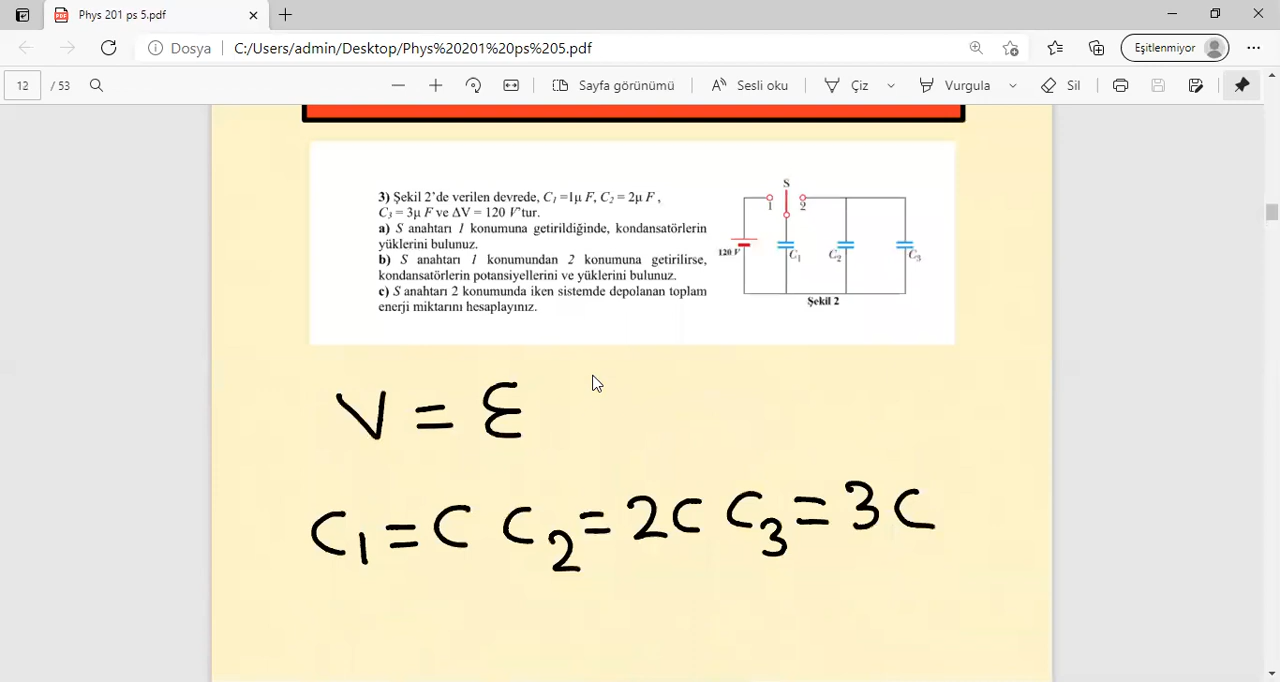 Phys 201 ps 5.pdf
Dosya C:/Users/admin/Desktop/Phys%20201%20ps%205.pdf Eşitlenmiyor
12 / 53 Sayfa görünümü A Sesli oku Çiz Vurgula Sil
3) Şekil 2'de verilen devrede, C1 =1μ F, C2 = 2μ F ,
C3 = 3μ F ve ΔV = 120 V'tur.
a) S anahtarı 1 konumuna getirildiğinde, kondansatörlerin
yüklerini bulunuz.
b) S anahtarı 1 konumundan 2 konumuna getirilirse,
kondansatörlerin potansiyellerini ve yüklerini bulunuz.
c) S anahtarı 2 konumunda iken sistemde depolanan toplam
enerji miktarını hesaplayınız.
S
1 2
120 V C1 C2 C3
Şekil 2
V = Ɛ
C1 = C C2 = 2C C3 = 3C